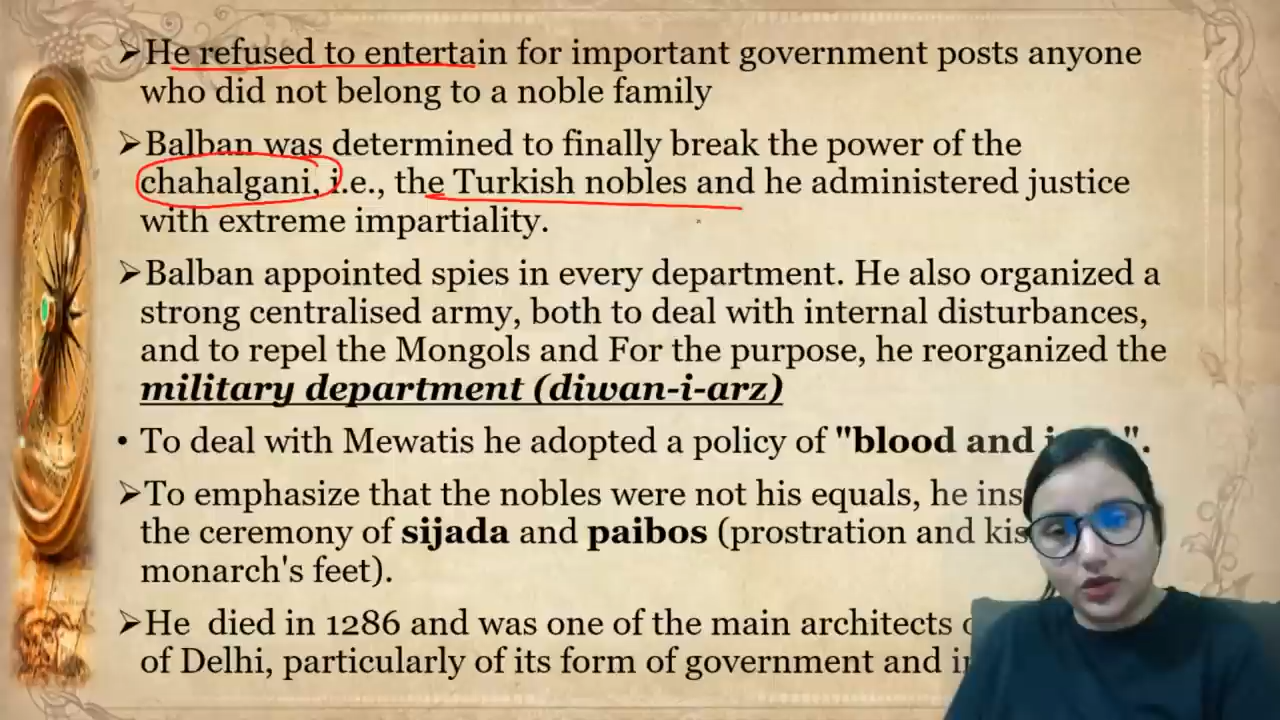 ➢He refused to entertain for important government posts anyone
who did not belong to a noble family
➢Balban was determined to finally break the power of the
chahalgani, i.e., the Turkish nobles and he administered justice
with extreme impartiality.
➢Balban appointed spies in every department. He also organized a
strong centralised army, both to deal with internal disturbances,
and to repel the Mongols and For the purpose, he reorganized the
military department (diwan-i-arz)
• To deal with Mewatis he adopted a policy of "blood and ".
➢To emphasize that the nobles were not his equals, he
the ceremony of sijada and paibos (prostration and
monarch's feet).
➢He died in 1286 and was one of the main architects
of Delhi, particularly of its form of government and